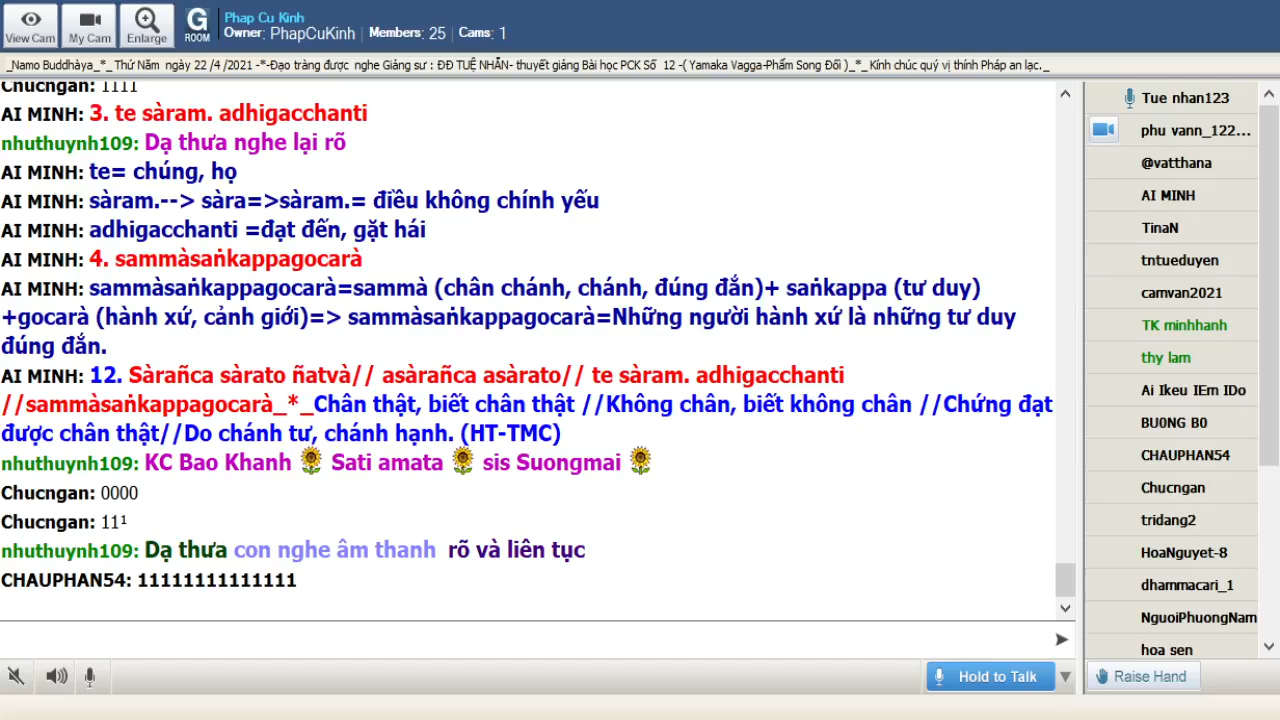 View Cam
My Cam
Enlarge
G
ROOM
Phap Cu Kinh
Owner: PhapCuKinh | Members: 25 | Cams: 1
_Namo Buddhàya_*_ Thứ Năm ngày 22 /4 /2021 -*-Đạo tràng được nghe Giảng sư : ĐĐ TUỆ NHẪN- thuyết giảng Bài học PCK Số 12 -( Yamaka Vagga-Phẩm Song Đối )_*_ Kính chúc quý vị thính Pháp an lạc._
Chucngan: 1111
AI MINH: 3. te sàram. adhigacchanti
nhuthuynh109: Dạ thưa nghe lại rõ
AI MINH: te= chúng, họ
AI MINH: sàram.--> sàra=>sàram.= điều không chính yếu
AI MINH: adhigacchanti =đạt đến, gặt hái
AI MINH: 4. sammàsaṅkappagocarà
AI MINH: sammàsaṅkappagocarà=sammà (chân chánh, chánh, đúng đắn)+ saṅkappa (tư duy)
+gocarà (hành xứ, cảnh giới)=> sammàsaṅkappagocarà=Những người hành xứ là những tư duy
đúng đắn.
AI MINH: 12. Sàrañca sàrato ñatvà// asàrañca asàrato// te sàram. adhigacchanti
//sammàsaṅkappagocarà_*_Chân thật, biết chân thật //Không chân, biết không chân //Chứng đạt
được chân thật//Do chánh tư, chánh hạnh. (HT-TMC)
nhuthuynh109: KC Bao Khanh 🌻 Sati amata 🌻 sis Suongmai 🌻
Chucngan: 0000
Chucngan: 11¹
nhuthuynh109: Dạ thưa con nghe âm thanh rõ và liên tục
CHAUPHAN54: 11111111111111
Hold to Talk
Tue nhan123
phu vann_122...
@vatthana
AI MINH
TinaN
tntueduyen
camvan2021
TK minhhanh
thy lam
Ai Ikeu IEm IDo
BU0NG B0
CHAUPHAN54
Chucngan
tridang2
HoaNguyet-8
dhammacari_1
NguoiPhuongNam
hoa sen
Raise Hand